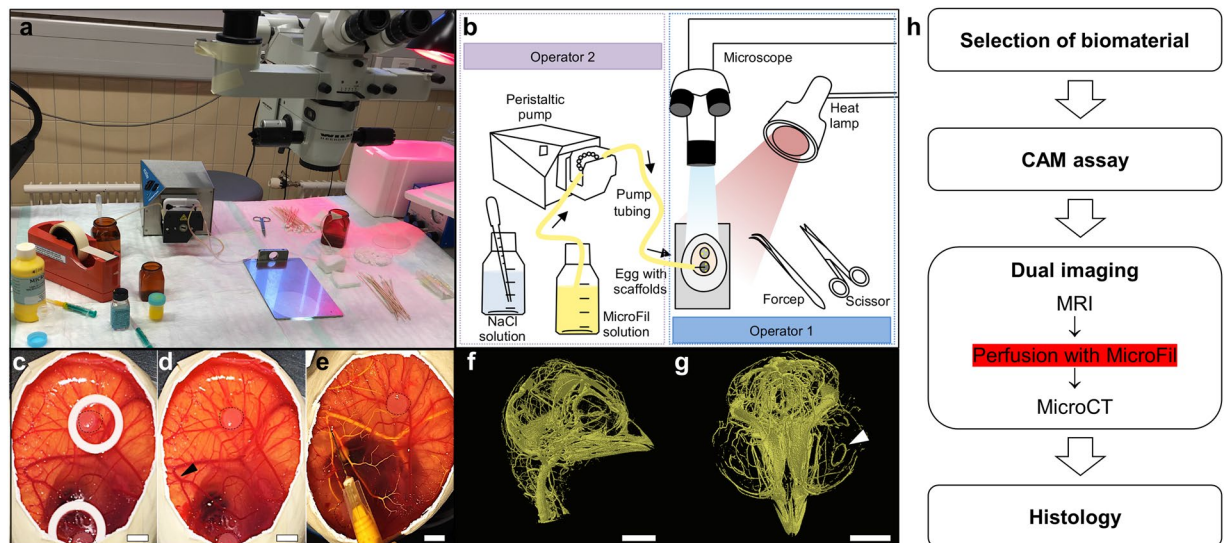 a
b
Operator 2
Peristaltic
pump
Pump
tubing
NaCl
solution
MicroFil
solution
Egg with
scaffolds
Microscope
Heat
lamp
Forcep
Scissor
Operator 1
c
d
e
f
g
h
Selection of biomaterial
CAM assay
Dual imaging
MRI
Perfusion with MicroFil
MicroCT
Histology